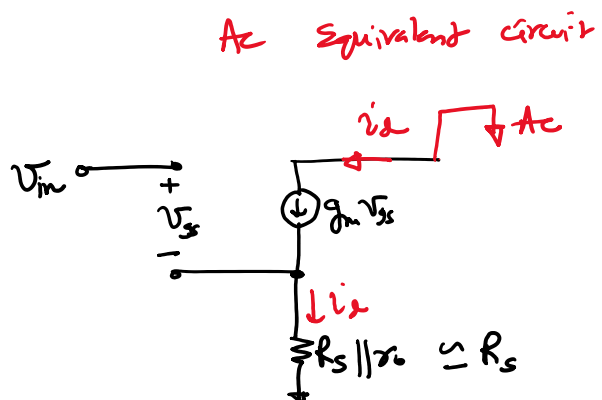 Ac Equivalent circuit
id
Ac
Vin
+
Vgs
−
gm Vgs
id
Rs || ro ≃ Rs